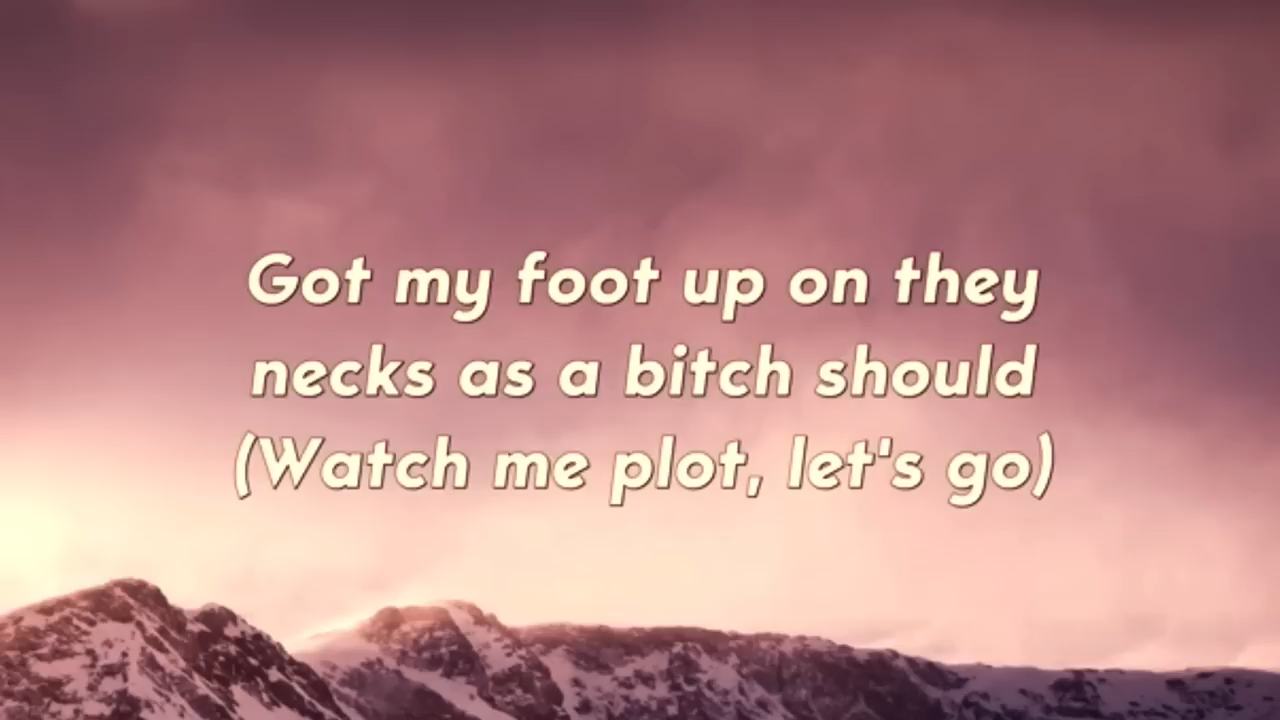 Got my foot up on they
necks as a bitch should
(Watch me plot, let's go)